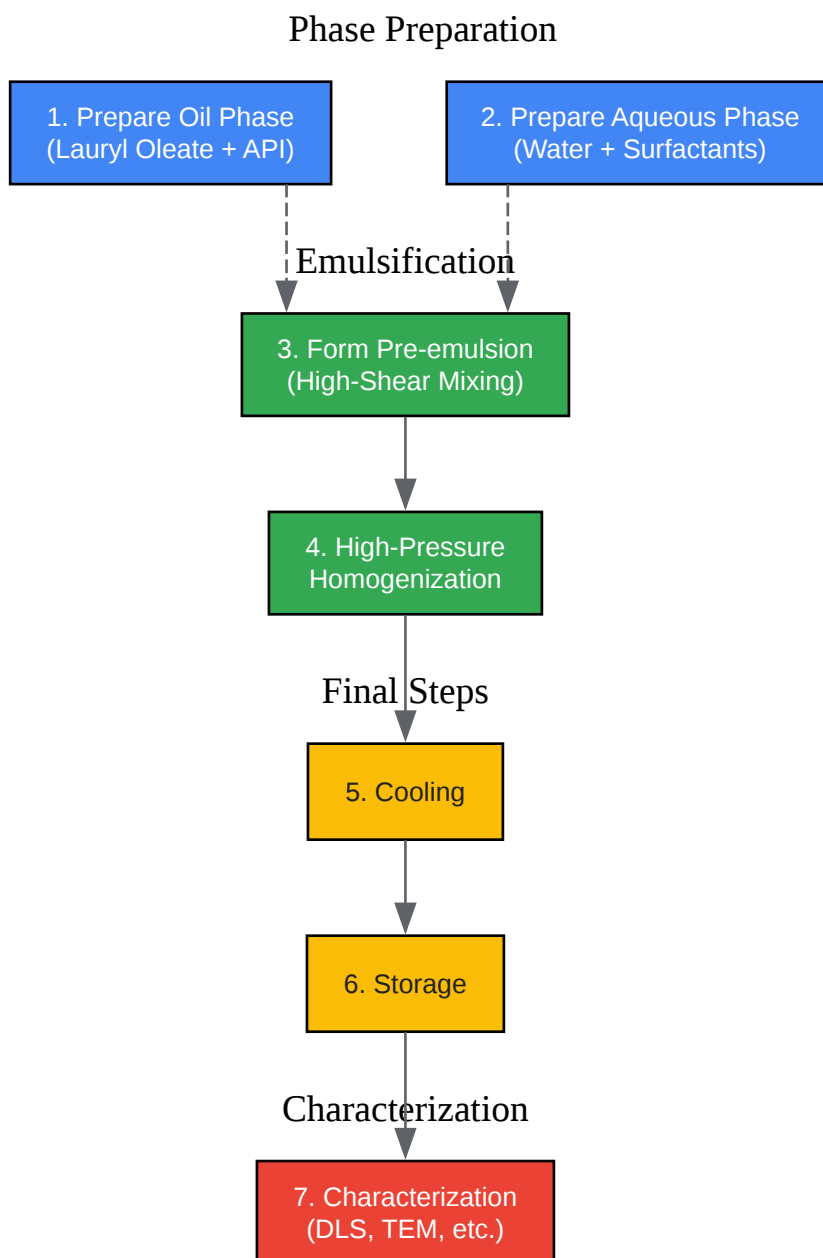 Phase Preparation
1. Prepare Oil Phase
(Lauryl Oleate + API)
2. Prepare Aqueous Phase
(Water + Surfactants)
Emulsification
3. Form Pre-emulsion
(High-Shear Mixing)
4. High-Pressure
Homogenization
Final Steps
5. Cooling
6. Storage
Characterization
7. Characterization
(DLS, TEM, etc.)